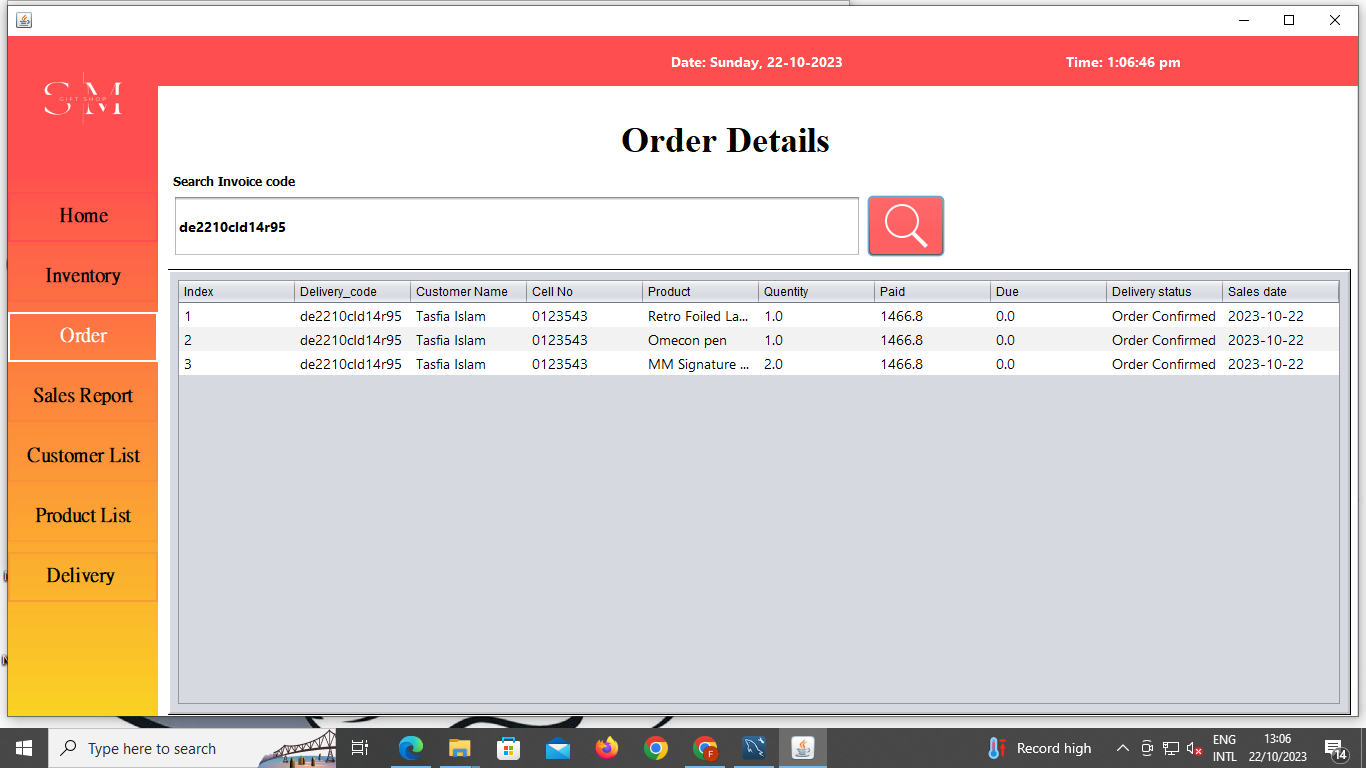 Date: Sunday, 22-10-2023 Time: 1:06:46 pm
SM
GIFT SHOP
Order Details
Search Invoice code
de2210cld14r95
Home
Inventory
Order
Sales Report
Customer List
Product List
Delivery
Index Delivery_code Customer Name Cell No Product Quentity Paid Due Delivery status Sales date
1 de2210cld14r95 Tasfia Islam 0123543 Retro Foiled La... 1.0 1466.8 0.0 Order Confirmed 2023-10-22
2 de2210cld14r95 Tasfia Islam 0123543 Omecon pen 1.0 1466.8 0.0 Order Confirmed 2023-10-22
3 de2210cld14r95 Tasfia Islam 0123543 MM Signature ... 2.0 1466.8 0.0 Order Confirmed 2023-10-22
Type here to search
F
Record high
ENG
INTL
13:06
22/10/2023
14